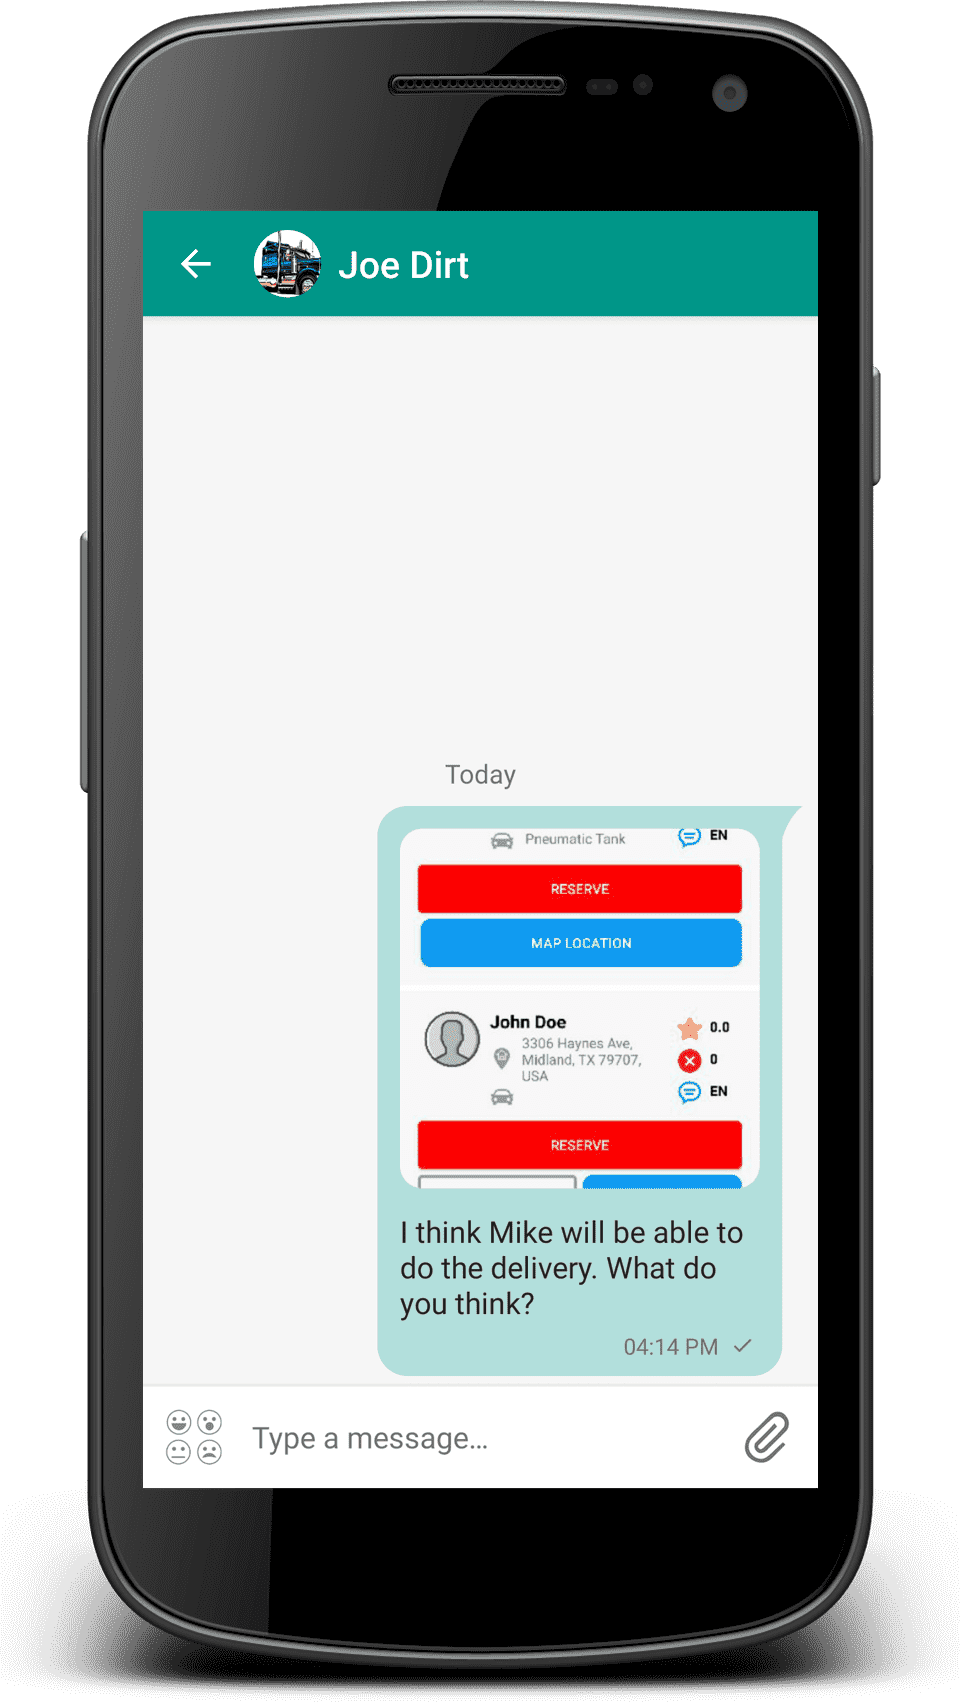 Joe Dirt
Today
Pneumatic Tank
EN
RESERVE
MAP LOCATION
John Doe
0.0
3306 Haynes Ave,
Midland, TX 79707,
USA
0
EN
RESERVE
I think Mike will be able to
do the delivery. What do
you think?
04:14 PM
Type a message...